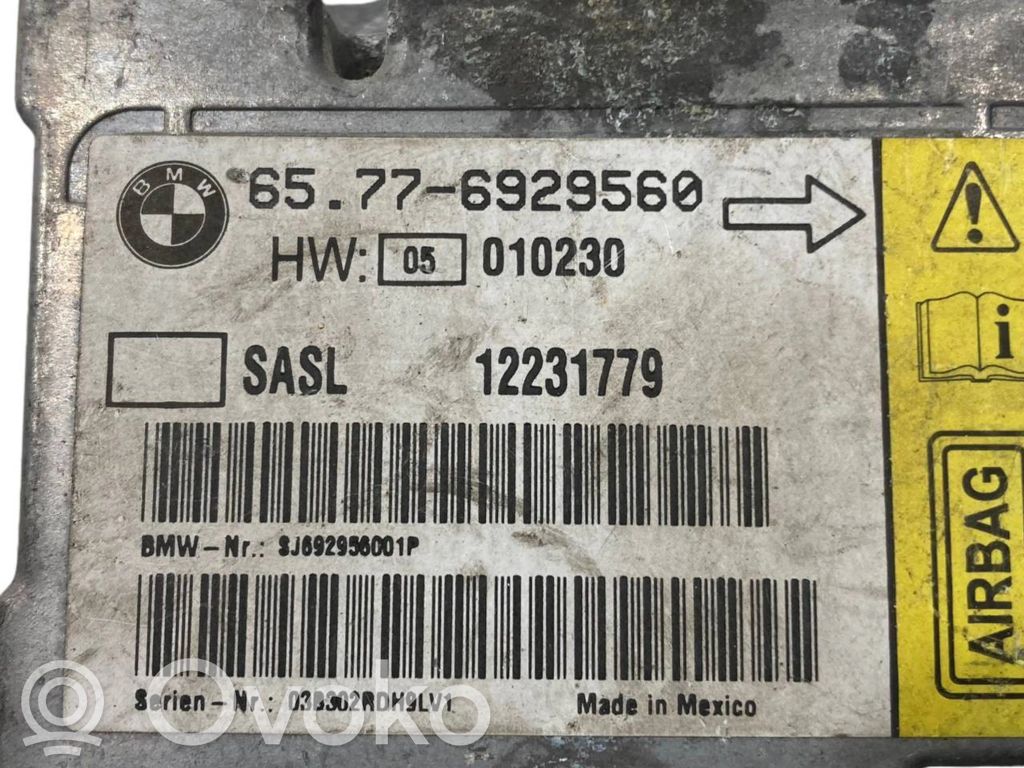 BMW
65.77-6929560
HW: 05 010230
SASL 12231779
BMW-Nr.: SJ692956001P
Serien-Nr.: Made in Mexico
i
AIRBAG
Ovoko